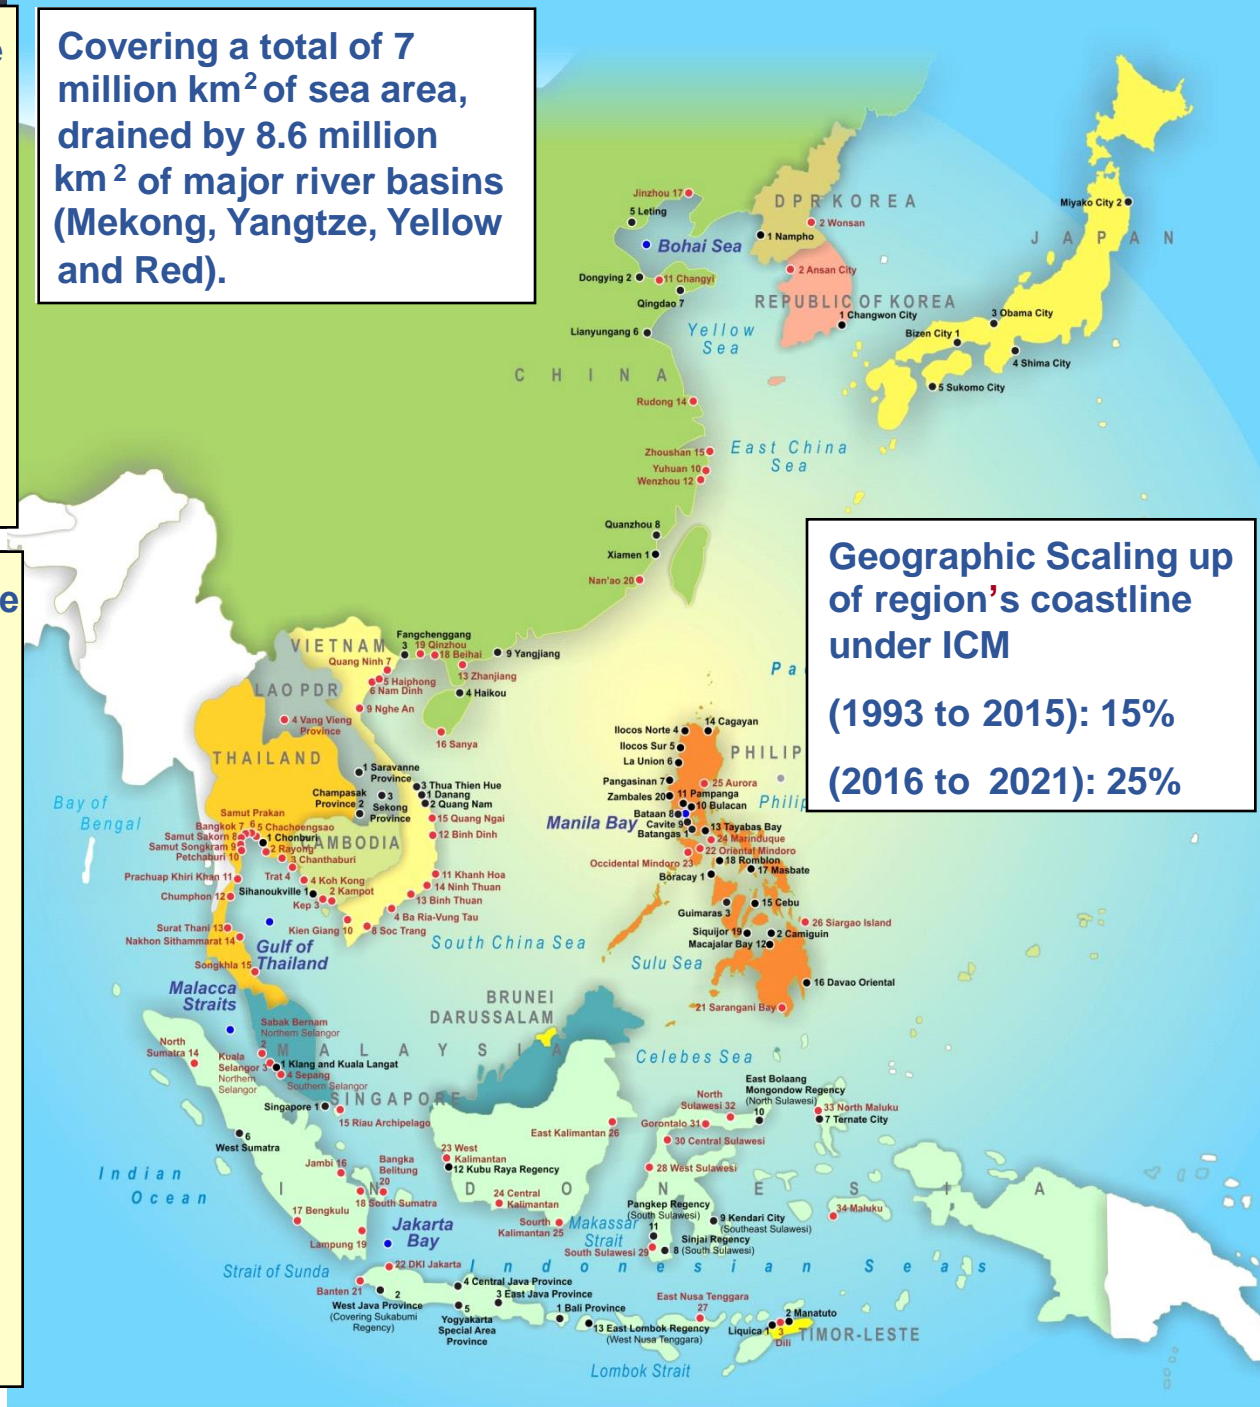 e
Covering a total of 7
million km2 of sea area,
drained by 8.6 million
km 2 of major river basins
(Mekong, Yangtze, Yellow
and Red).
e
Geographic Scaling up
of region's coastline
under ICM
(1993 to 2015): 15%
(2016 to 2021): 25%
Jinzhou 17
5 Leting
Bohai Sea
Dongying 2
11 Changyi
Qingdao 7
Lianyungang 6
DPR KOREA
2 Wonsan
1 Nampho
2 Ansan City
REPUBLIC OF KOREA
1 Changwon City
Yellow
Sea
JAPAN
Miyako City 2
3 Obama City
Bizen City 1
4 Shima City
5 Sukomo City
CHINA
Rudong 14
Zhoushan 15
Yuhuan 10
Wenzhou 12
East China
Sea
Quanzhou 8
Xiamen 1
Nan'ao 20
VIETNAM
Fangchenggang
3
19 Qinzhou
18 Beihai
9 Yangjiang
13 Zhanjiang
4 Haikou
16 Sanya
Quang Ninh 7
5 Haiphong
6 Nam Dinh
9 Nghe An
LAO PDR
4 Vang Vieng
Province
1 Saravanne
Province
Champasak
Province 2
3
Sekong
Province
3 Thua Thien Hue
1 Danang
2 Quang Nam
15 Quang Ngai
12 Binh Dinh
11 Khanh Hoa
14 Ninh Thuan
13 Binh Thuan
4 Ba Ria-Vung Tau
8 Soc Trang
Kien Giang 10
THAILAND
Samut Prakan
6
Bangkok 7
5 Chachoengsao
Samut Sakorn 8
1 Chonburi
Samut Songkram 9
2 Rayong
Petchaburi 10
3 Chanthaburi
Trat 4
Prachuap Khiri Khan 11
Chumphon 12
Surat Thani 13
Nakhon Sithammarat 14
Songkhla 15
CAMBODIA
4 Koh Kong
Sihanoukville 1
2 Kampot
Kep 3
Bay of
Bengal
Gulf of
Thailand
Malacca
Straits
South China Sea
Pa
PHILIP
Philip
Ilocos Norte 4
14 Cagayan
Ilocos Sur 5
La Union 6
Pangasinan 7
25 Aurora
Zambales 20
11 Pampanga
10 Bulacan
Bataan 8
Manila Bay
Cavite 9
Batangas 1
13 Tayabas Bay
24 Marinduque
22 Oriental Mindoro
Occidental Mindoro 23
18 Romblon
17 Masbate
Boracay 1
15 Cebu
Guimaras 3
26 Siargao Island
Siquijor 19
2 Camiguin
Macajalar Bay 12
16 Davao Oriental
21 Sarangani Bay
Sulu Sea
BRUNEI
DARUSSALAM
Celebes Sea
Sabak Bernam
Northern Selangor
2
MALAYSIA
Kuala
Selangor 3
Northern
Selangor
1 Klang and Kuala Langat
4 Sepang
Southern Selangor
SINGAPORE
Singapore 1
15 Riau Archipelago
North
Sumatra 14
6
West Sumatra
Jambi 16
Bangka
Belitung
20
18 South Sumatra
17 Bengkulu
Lampung 19
Indian
Ocean
INDONESIA
23 West
Kalimantan
12 Kubu Raya Regency
24 Central
Kalimantan
Sourth
Kalimantan 25
East Kalimantan 26
North
Sulawesi 32
Gorontalo 31
30 Central Sulawesi
28 West Sulawesi
East Bolaang
Mongondow Regency
(North Sulawesi)
10
33 North Maluku
7 Ternate City
34 Maluku
Pangkep Regency
(South Sulawesi)
11
9 Kendari City
(Southeast Sulawesi)
Sinjai Regency
8 (South Sulawesi)
South Sulawesi 29
Makassar
Strait
Jakarta
Bay
Strait of Sunda
Indonesian Seas
22 DKI Jakarta
Banten 21
2
West Java Province
(Covering Sukabumi
Regency)
4 Central Java Province
3 East Java Province
5
Yogyakarta
Special Area
Province
1 Bali Province
13 East Lombok Regency
(West Nusa Tenggara)
East Nusa Tenggara
27
Lombok Strait
2 Manatuto
Liquica 1
3
Dili
TIMOR-LESTE